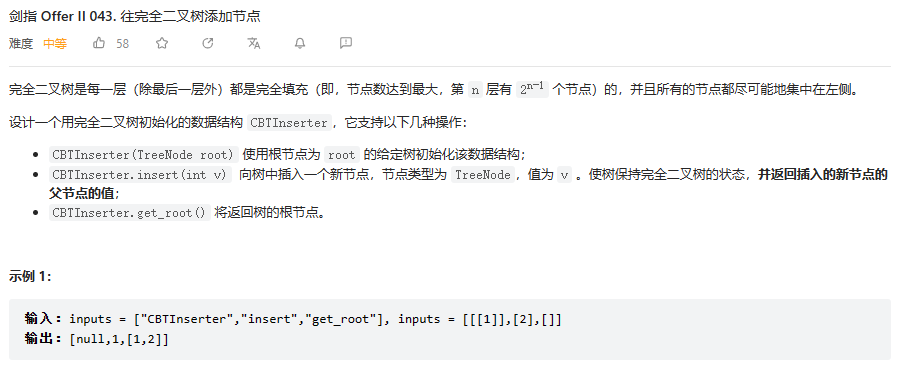 剑指 Offer II 043. 往完全二叉树添加节点
难度 中等 58
完全二叉树是每一层（除最后一层外）都是完全填充（即，节点数达到最大，第 n 层有 2ⁿ⁻¹ 个节点）的，并且所有的节点都尽可能地集中在左侧。
设计一个用完全二叉树初始化的数据结构 CBTInserter，它支持以下几种操作：
• CBTInserter(TreeNode root) 使用根节点为 root 的给定树初始化该数据结构；
• CBTInserter.insert(int v) 向树中插入一个新节点，节点类型为 TreeNode，值为 v 。使树保持完全二叉树的状态，并返回插入的新节点的
父节点的值；
• CBTInserter.get_root() 将返回树的根节点。
示例 1：
输入：inputs = ["CBTInserter","insert","get_root"], inputs = [[[1]],[2],[]]
输出：[null,1,[1,2]]